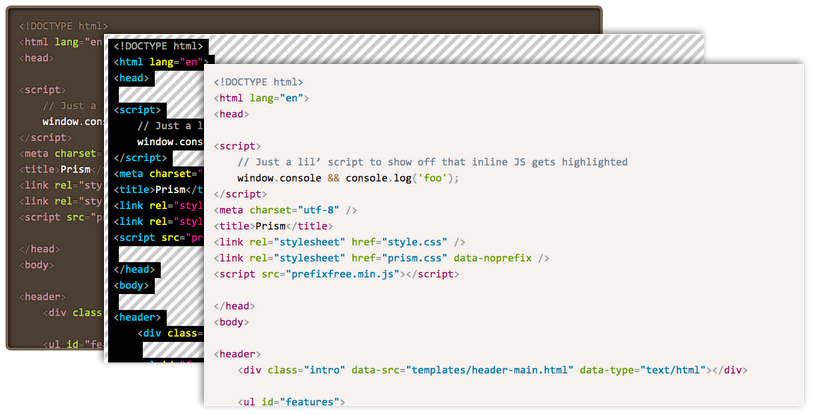 <!DOCTYPE html>
<html lang="en
<head>
<script>
// Just a
window.cons
</script>
<meta charset=
<title>Prism</t
<link rel="sty
<link rel="sty
<script src="p
</head>
<body>
<header>
<div class
<ul id="fea
<!DOCTYPE html>
<html lang="en">
<head>
<script>
// Just a l
window.cons
</script>
<meta charset="
<title>Prism</t
<link rel="styl
<link rel="styl
<script src="pr
</head>
<body>
<header>
<div class=
<!DOCTYPE html>
<html lang="en">
<head>
<script>
// Just a lil’ script to show off that inline JS gets highlighted
window.console && console.log('foo');
</script>
<meta charset="utf-8" />
<title>Prism</title>
<link rel="stylesheet" href="style.css" />
<link rel="stylesheet" href="prism.css" data-noprefix />
<script src="prefixfree.min.js"></script>
</head>
<body>
<header>
<div class="intro" data-src="templates/header-main.html" data-type="text/html"></div>
<ul id="features">